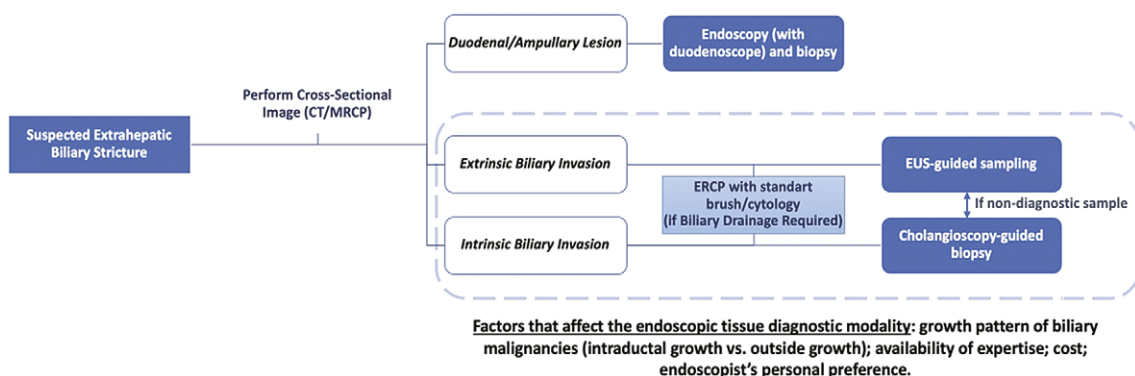 Duodenal/Ampullary Lesion
Endoscopy (with
duodenoscope) and biopsy
Perform Cross-Sectional
Image (CT/MRCP)
Suspected Extrahepatic
Biliary Stricture
Extrinsic Biliary Invasion
EUS-guided sampling
ERCP with standart
brush/cytology
(if Biliary Drainage Required)
If non-diagnostic sample
Intrinsic Biliary Invasion
Cholangioscopy-guided
biopsy
Factors that affect the endoscopic tissue diagnostic modality: growth pattern of biliary
malignancies (intraductal growth vs. outside growth); availability of expertise; cost;
endoscopist's personal preference.